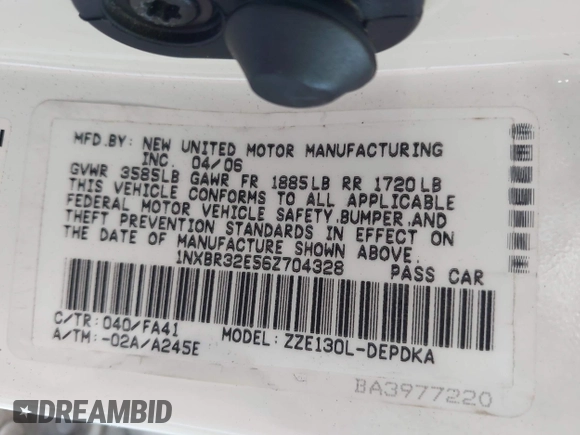 MFD.BY: NEW UNITED MOTOR MANUFACTURING
INC. 04/06
GVWR 3585LB GAWR FR 1885LB RR 1720LB
THIS VEHICLE CONFORMS TO ALL APPLICABLE
FEDERAL MOTOR VEHICLE SAFETY,BUMPER,AND
THEFT PREVENTION STANDARDS IN EFFECT ON
THE DATE OF MANUFACTURE SHOWN ABOVE.
1NXBR32E56Z704328 PASS CAR
C/TR: 040/FA41 MODEL: ZZE130L-DEPDKA
A/TM: -02A/A245E
BA3977220
DREAMBID